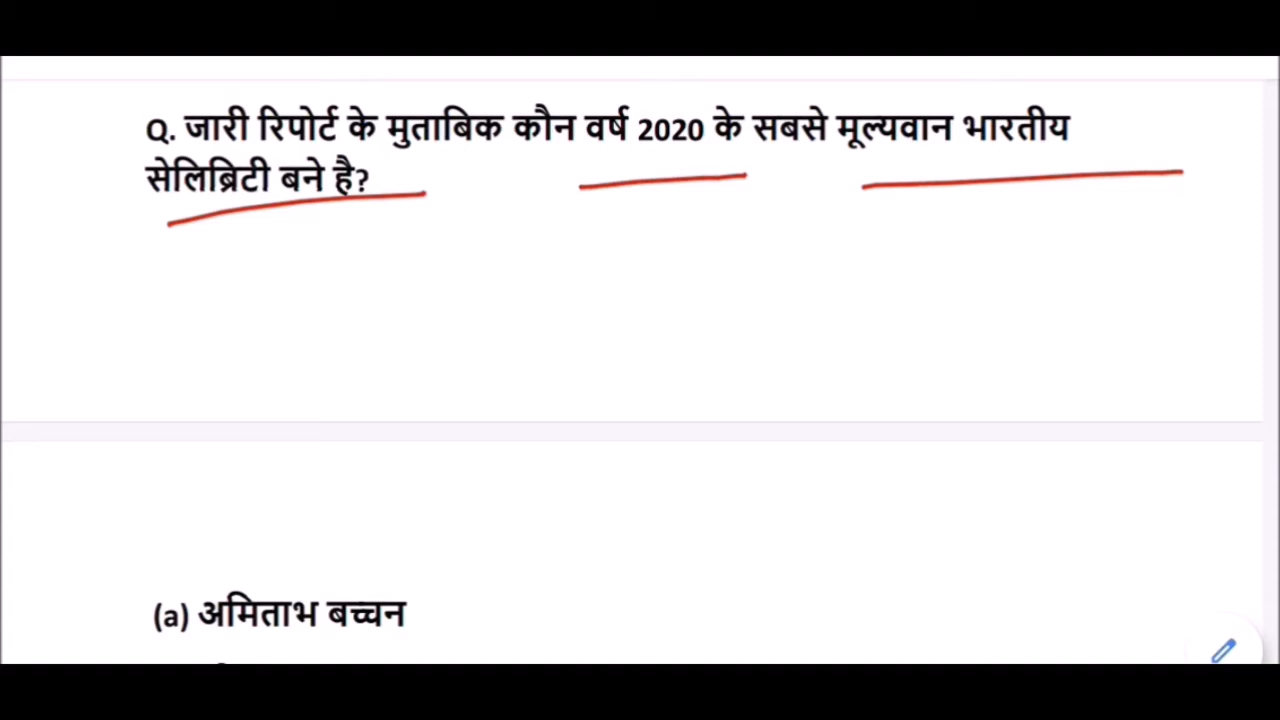 Q. जारी रिपोर्ट के मुताबिक कौन वर्ष 2020 के सबसे मूल्यवान भारतीय
सेलिब्रिटी बने है?
(a) अमिताभ बच्चन